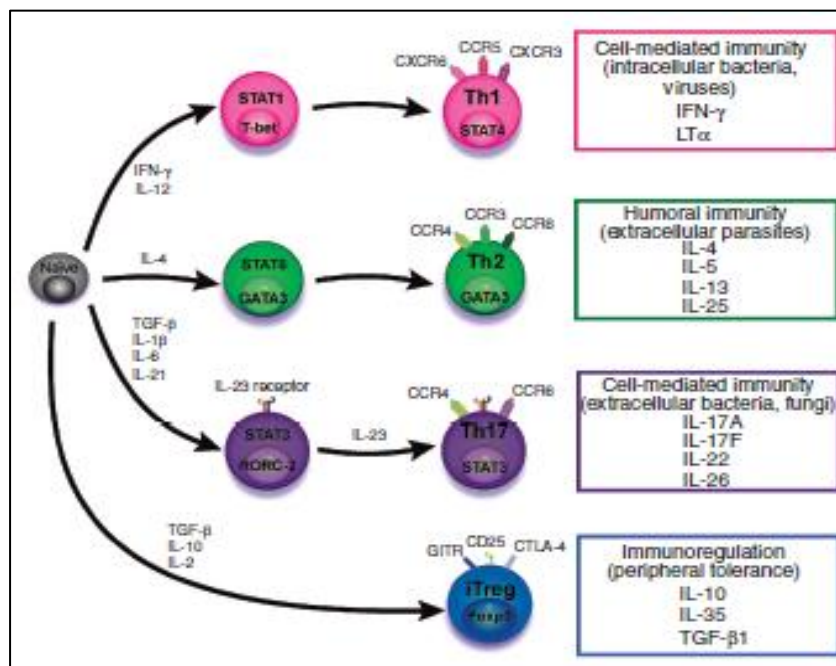 CXCR6
CCR5
CXCR3
STAT1
T-bet
Th1
STAT4
Cell-mediated immunity
(intracellular bacteria,
viruses)
IFN-γ
LTα
IFN-γ
IL-12
Naive
IL-4
STAT6
GATA3
CCR4
CCR3
CCR8
Th2
GATA3
Humoral immunity
(extracellular parasites)
IL-4
IL-5
IL-13
IL-25
TGF-β
IL-1β
IL-6
IL-21
IL-23 receptor
STAT3
RORC-2
IL-23
CCR4
CCR6
Th17
STAT3
Cell-mediated immunity
(extracellular bacteria, fungi)
IL-17A
IL-17F
IL-22
IL-26
TGF-β
IL-10
IL-2
GITR
CD25
CTLA-4
iTreg
Foxp3
Immunoregulation
(peripheral tolerance)
IL-10
IL-35
TGF-β1